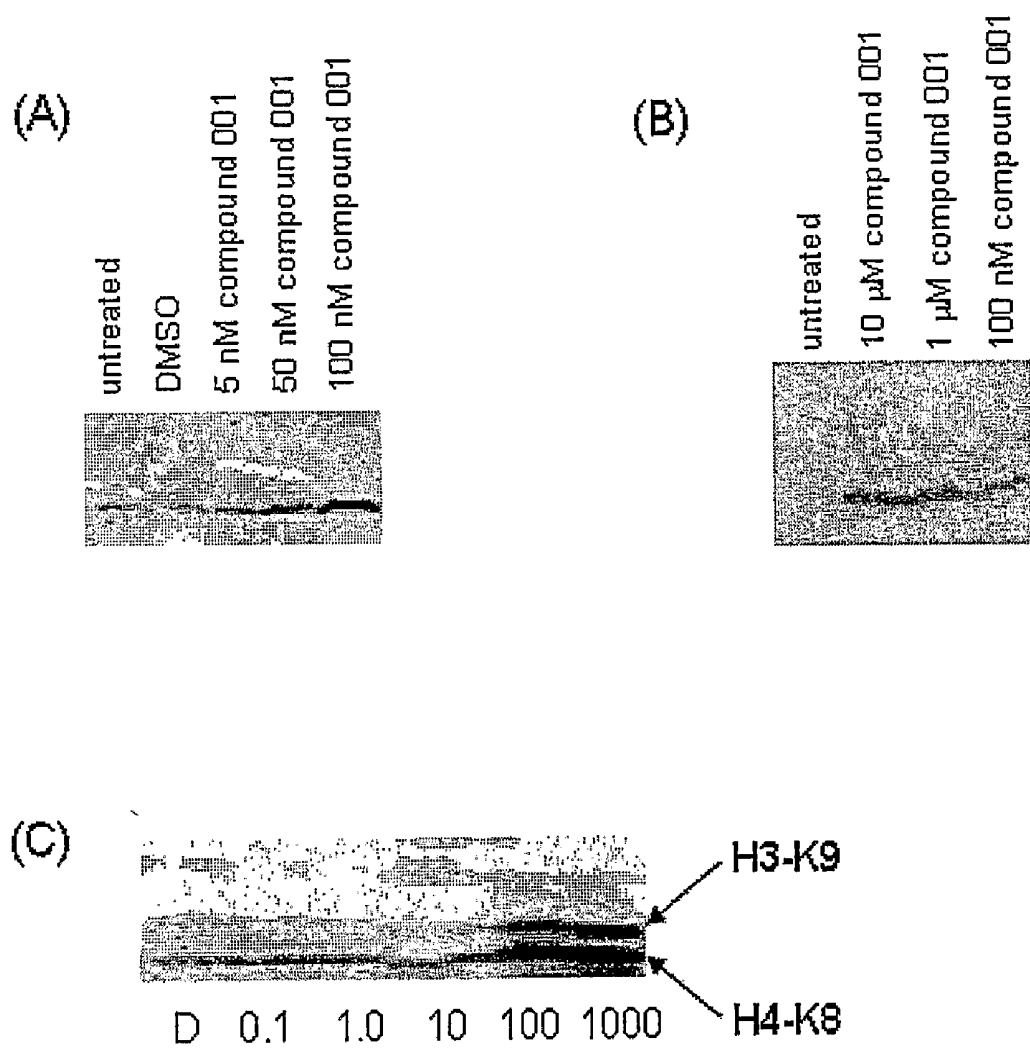 (A)
untreated
DMSO
5 nM compound 001
50 nM compound 001
100 nM compound 001
(B)
untreated
10 µM compound 001
1 µM compound 001
100 nM compound 001
(C)
H3-K9
H4-K8
D 0.1 1.0 10 100 1000